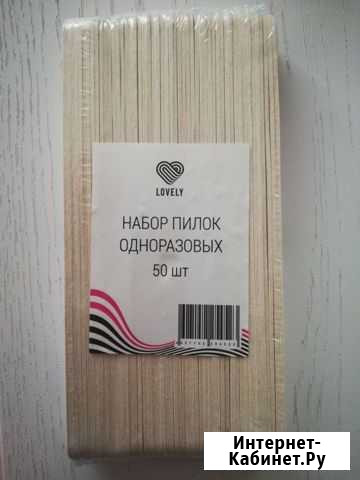 LOVELY
НАБОР ПИЛОК
ОДНОРАЗОВЫХ
50 шт
Интернет-
Кабинет.Ру